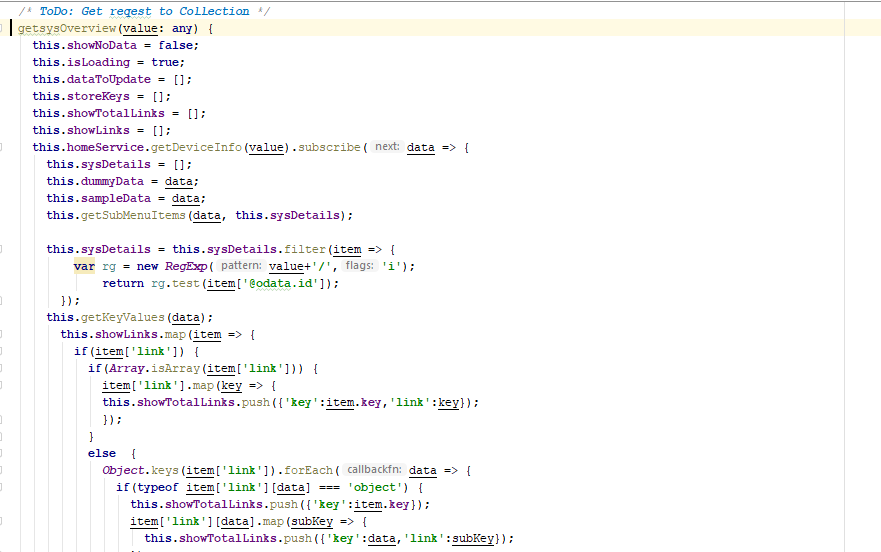 /* ToDo: Get reqest to Collection */
getsysOverview(value: any) {
this.showNoData = false;
this.isLoading = true;
this.dataToUpdate = [];
this.storeKeys = [];
this.showTotalLinks = [];
this.showLinks = [];
this.homeService.getDeviceInfo(value).subscribe( next: data => {
this.sysDetails = [];
this.dummyData = data;
this.sampleData = data;
this.getSubMenuItems(data, this.sysDetails);
this.sysDetails = this.sysDetails.filter(item => {
var rg = new RegExp( pattern: value+'/', flags: 'i');
return rg.test(item['@odata.id']);
});
this.getKeyValues(data);
this.showLinks.map(item => {
if(item['link']) {
if(Array.isArray(item['link'])) {
item['link'].map(key => {
this.showTotalLinks.push({'key':item.key,'link':key});
});
}
else {
Object.keys(item['link']).forEach( callbackfn: data => {
if(typeof item['link'][data] === 'object') {
this.showTotalLinks.push({'key':item.key});
item['link'][data].map(subKey => {
this.showTotalLinks.push({'key':data,'link':subKey});